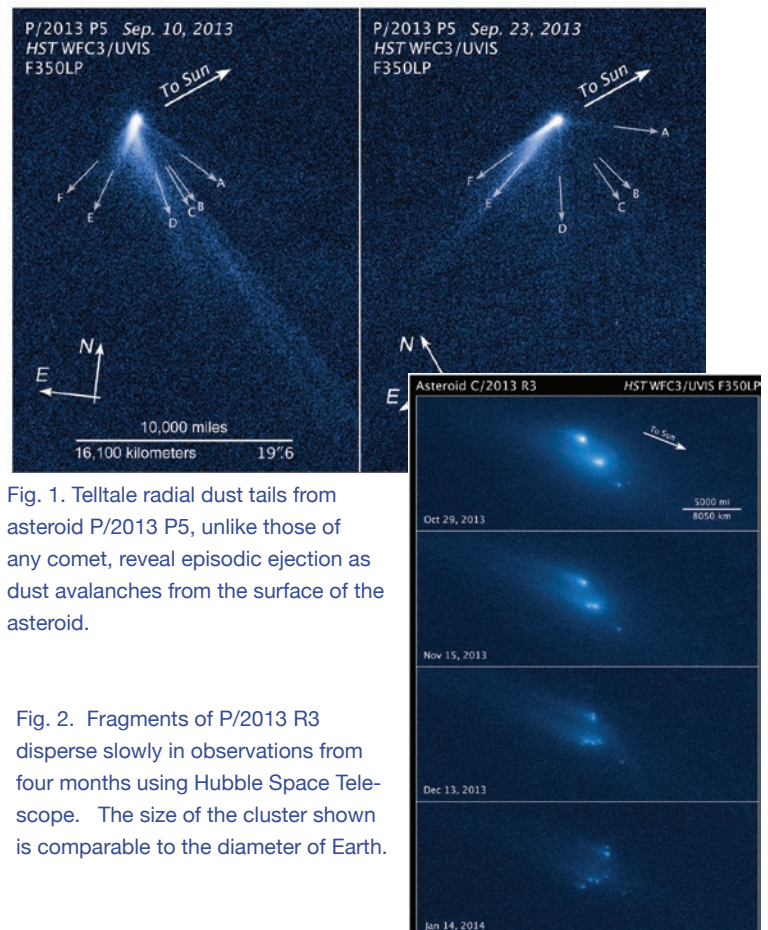 P/2013 P5 Sep. 10, 2013
HST WFC3/UVIS
F350LP
To Sun
A
B
C
D
E
F
N
E
10,000 miles
16,100 kilometers 19″.6
P/2013 P5 Sep. 23, 2013
HST WFC3/UVIS
F350LP
To Sun
A
B
C
D
E
F
N
E
Fig. 1. Telltale radial dust tails from
asteroid P/2013 P5, unlike those of
any comet, reveal episodic ejection as
dust avalanches from the surface of the
asteroid.
Asteroid C/2013 R3 HST WFC3/UVIS F350LP
To Sun
5000 mi
8050 km
Oct 29, 2013
Nov 15, 2013
Dec 13, 2013
Jan 14, 2014
Fig. 2. Fragments of P/2013 R3
disperse slowly in observations from
four months using Hubble Space Tele-
scope. The size of the cluster shown
is comparable to the diameter of Earth.